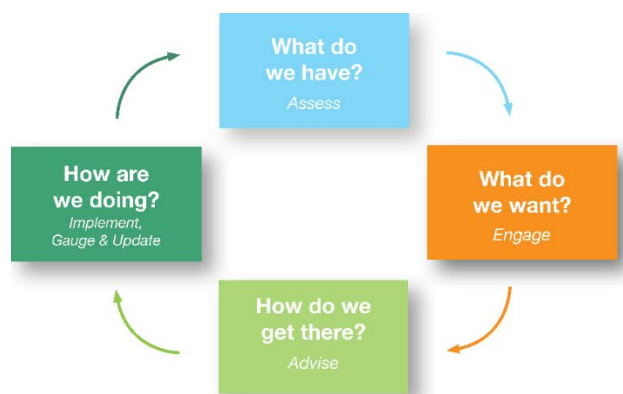 What do
we have?
Assess
What do
we want?
Engage
How do we
get there?
Advise
How are
we doing?
Implement,
Gauge & Update